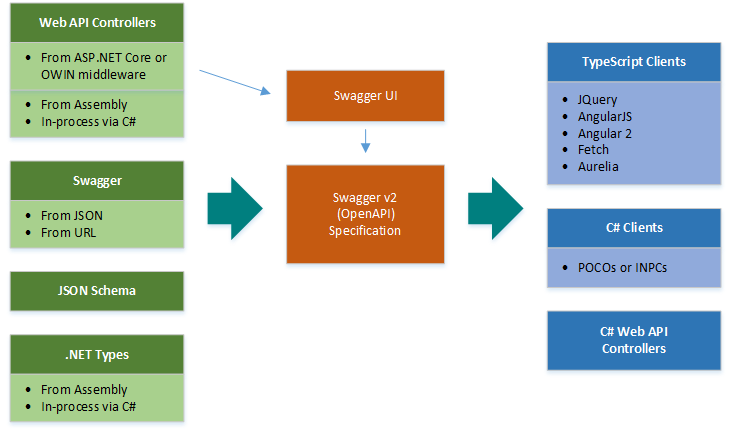 Web API Controllers
• From ASP.NET Core or
OWIN middleware
• From Assembly
• In-process via C#
Swagger
• From JSON
• From URL
JSON Schema
.NET Types
• From Assembly
• In-process via C#
Swagger UI
Swagger v2
(OpenAPI)
Specification
TypeScript Clients
• JQuery
• AngularJS
• Angular 2
• Fetch
• Aurelia
C# Clients
• POCOs or INPCs
C# Web API
Controllers